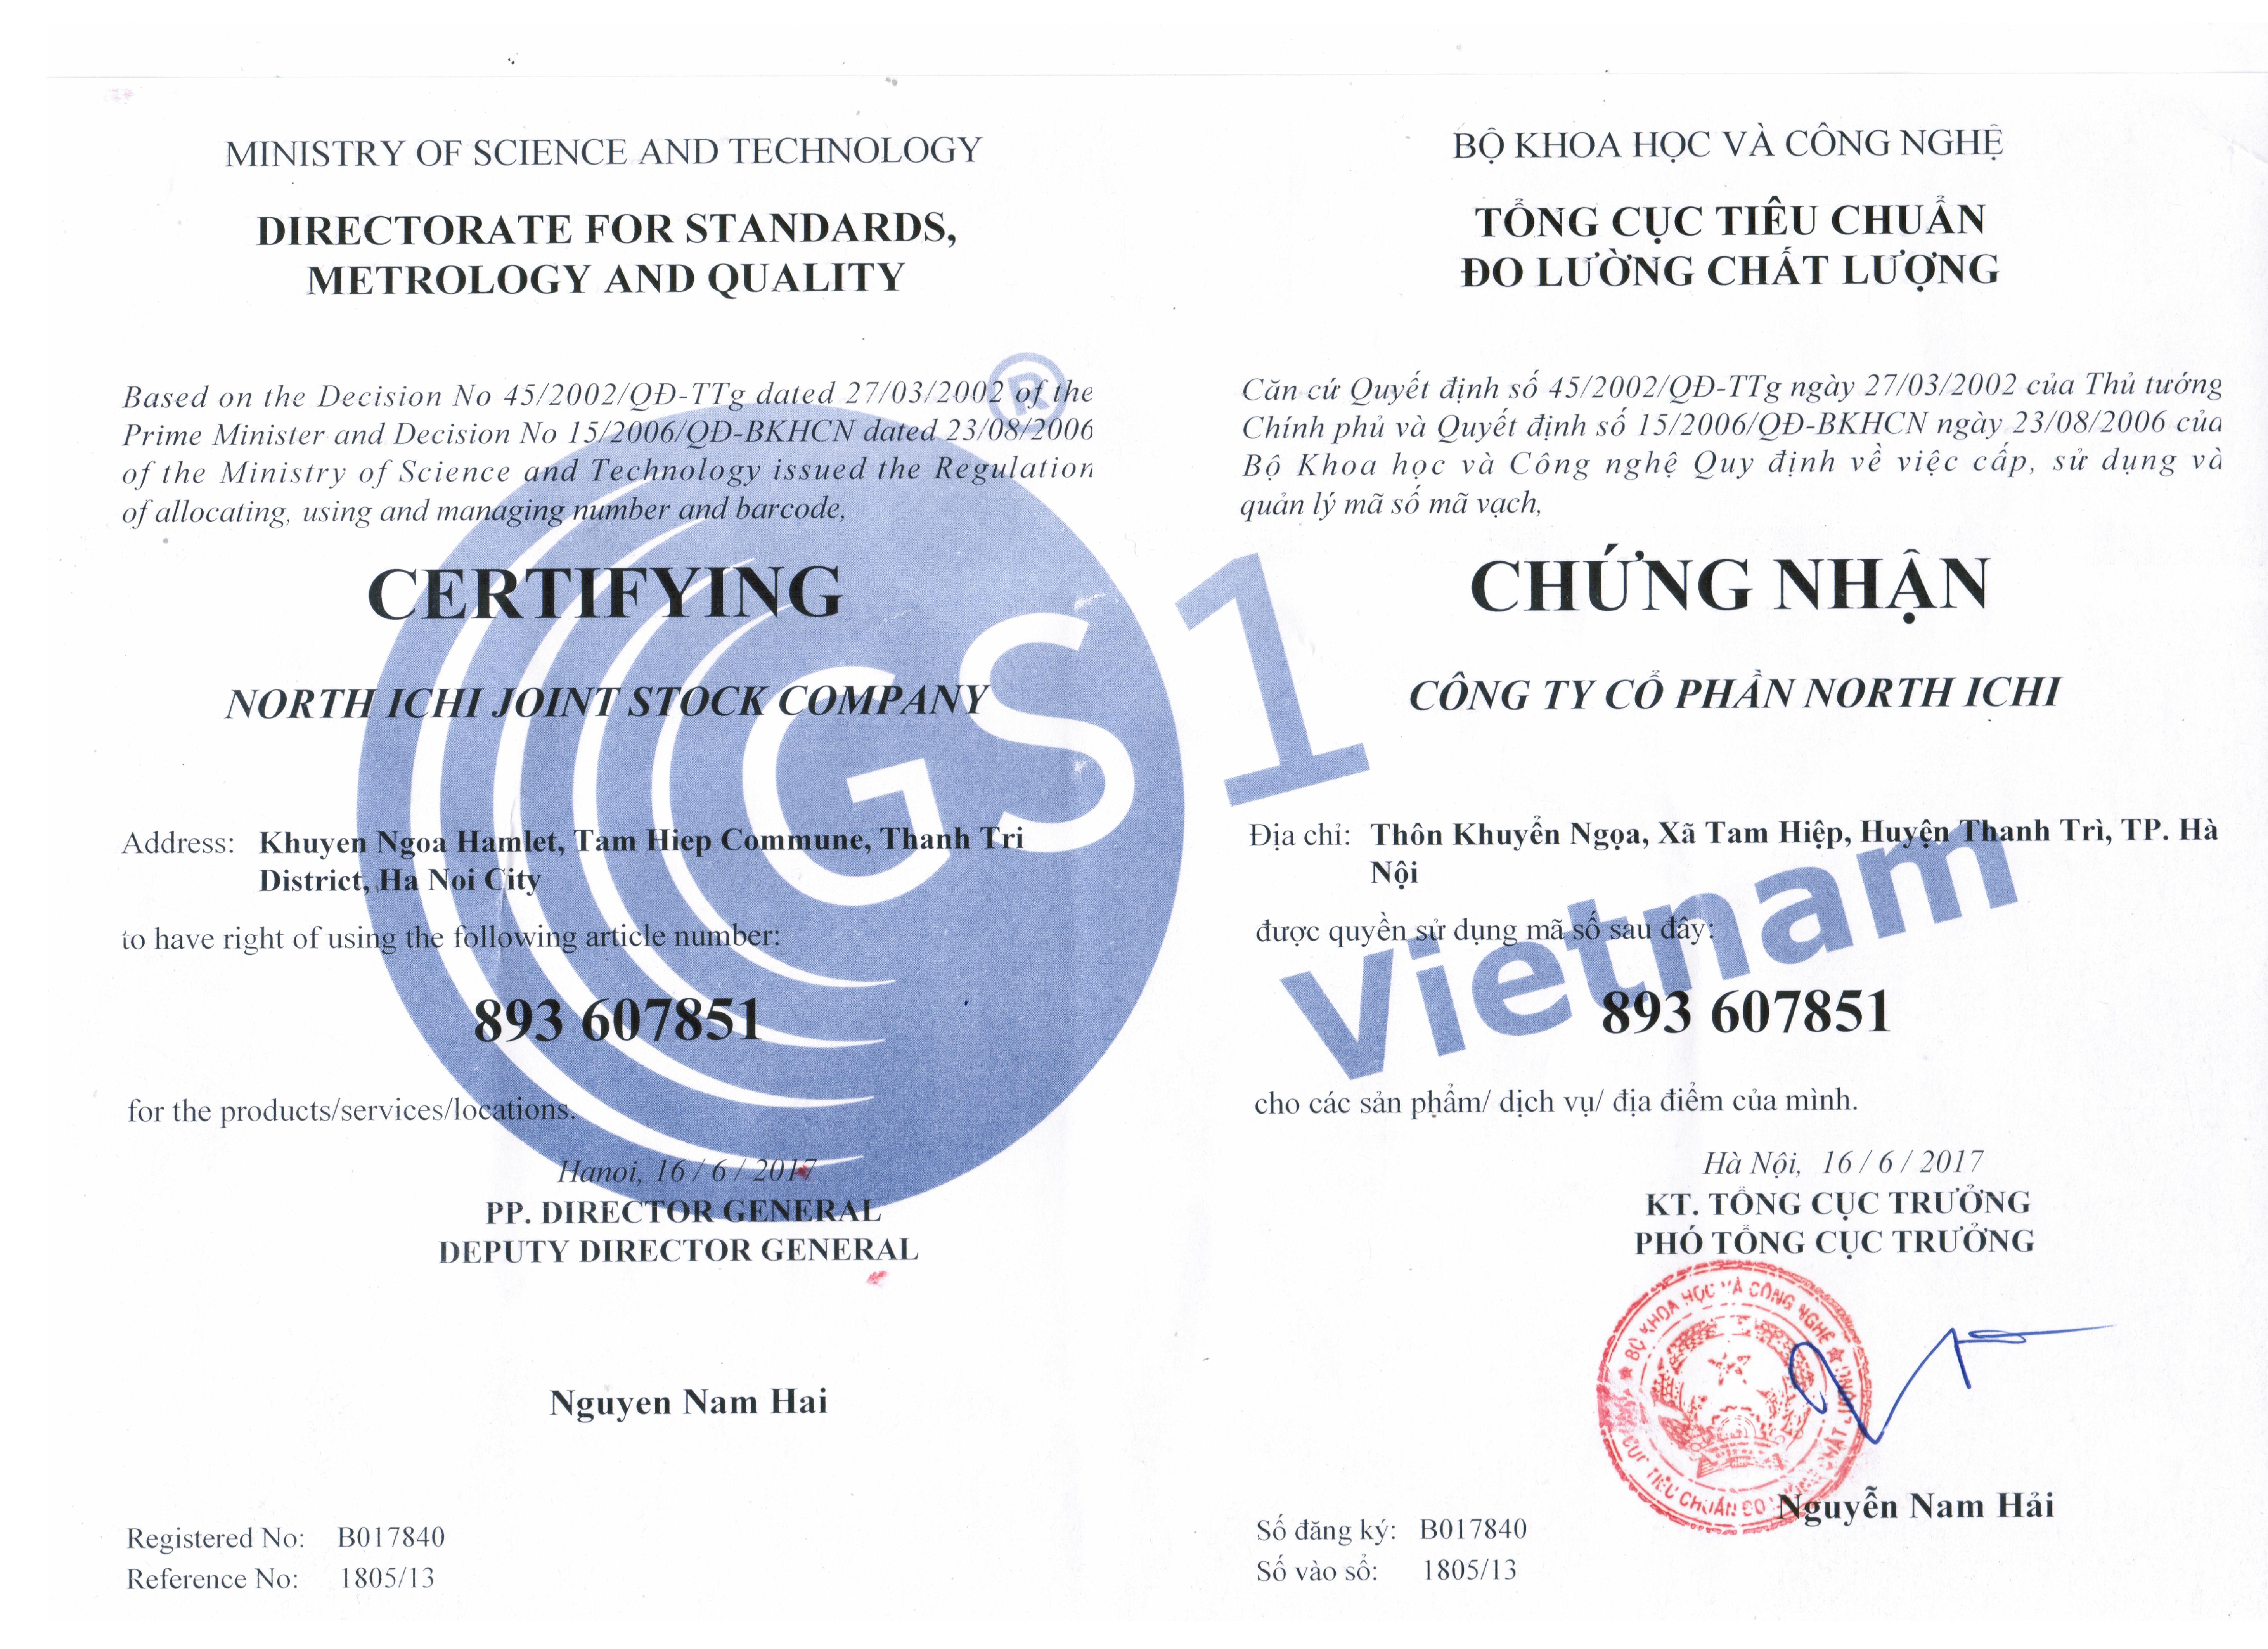 MINISTRY OF SCIENCE AND TECHNOLOGY
DIRECTORATE FOR STANDARDS,
METROLOGY AND QUALITY
Based on the Decision No 45/2002/QĐ-TTg dated 27/03/2002 of the
Prime Minister and Decision No 15/2006/QĐ-BKHCN dated 23/08/2006
of the Ministry of Science and Technology issued the Regulation
of allocating, using and managing number and barcode,
CERTIFYING
NORTH ICHI JOINT STOCK COMPANY
Address: Khuyen Ngoa Hamlet, Tam Hiep Commune, Thanh Tri
District, Ha Noi City
to have right of using the following article number:
893 607851
for the products/services/locations.
Hanoi, 16 / 6 / 2017
PP. DIRECTOR GENERAL
DEPUTY DIRECTOR GENERAL
Nguyen Nam Hai
Registered No: B017840
Reference No: 1805/13
BỘ KHOA HỌC VÀ CÔNG NGHỆ
TỔNG CỤC TIÊU CHUẨN
ĐO LƯỜNG CHẤT LƯỢNG
Căn cứ Quyết định số 45/2002/QĐ-TTg ngày 27/03/2002 của Thủ tướng
Chính phủ và Quyết định số 15/2006/QĐ-BKHCN ngày 23/08/2006 của
Bộ Khoa học và Công nghệ Quy định về việc cấp, sử dụng và
quản lý mã số mã vạch,
CHỨNG NHẬN
CÔNG TY CỔ PHẦN NORTH ICHI
Địa chỉ: Thôn Khuyển Ngọa, Xã Tam Hiệp, Huyện Thanh Trì, TP. Hà
Nội
được quyền sử dụng mã số sau đây:
893 607851
cho các sản phẩm/ dịch vụ/ địa điểm của mình.
Hà Nội, 16 / 6 / 2017
KT. TỔNG CỤC TRƯỞNG
PHÓ TỔNG CỤC TRƯỞNG
BỘ KHOA HỌC VÀ CÔNG NGHỆ
CỤC TIÊU CHUẨN ĐO
Nguyễn Nam Hải
Số đăng ký: B017840
Số vào sổ: 1805/13
GS1 ®
Vietnam